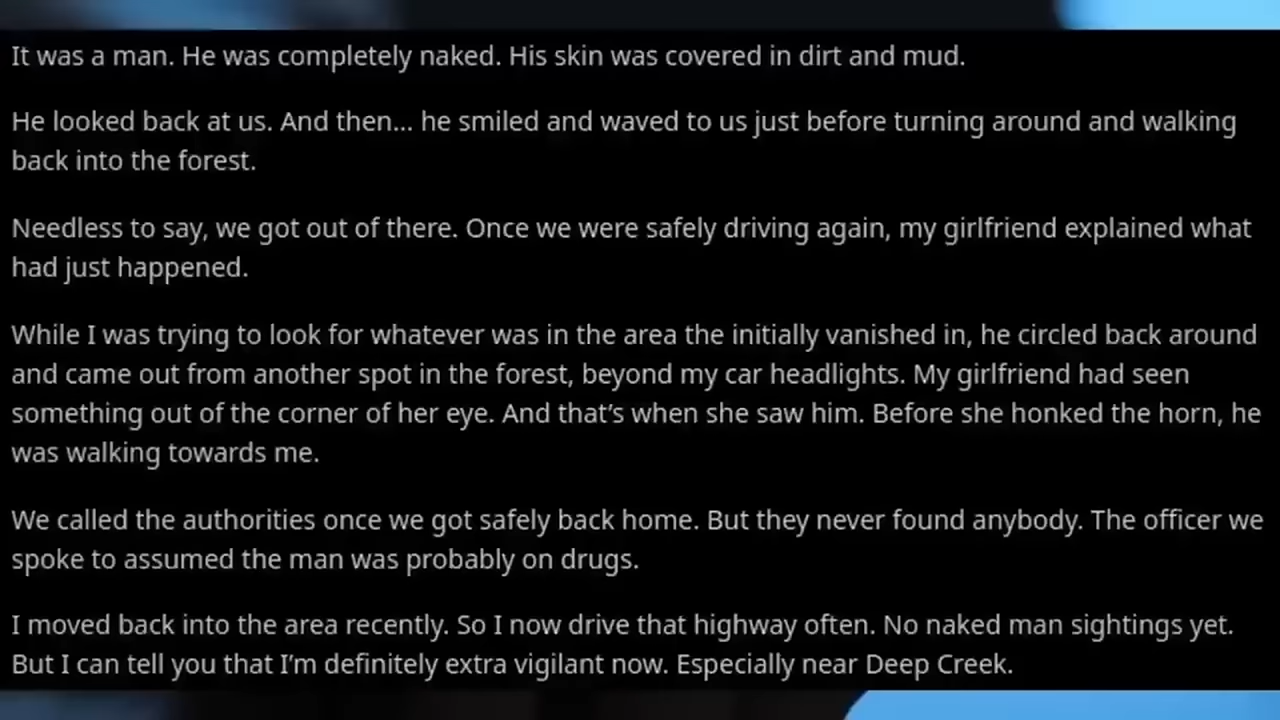 It was a man. He was completely naked. His skin was covered in dirt and mud.
He looked back at us. And then... he smiled and waved to us just before turning around and walking
back into the forest.
Needless to say, we got out of there. Once we were safely driving again, my girlfriend explained what
had just happened.
While I was trying to look for whatever was in the area the initially vanished in, he circled back around
and came out from another spot in the forest, beyond my car headlights. My girlfriend had seen
something out of the corner of her eye. And that’s when she saw him. Before she honked the horn, he
was walking towards me.
We called the authorities once we got safely back home. But they never found anybody. The officer we
spoke to assumed the man was probably on drugs.
I moved back into the area recently. So I now drive that highway often. No naked man sightings yet.
But I can tell you that I’m definitely extra vigilant now. Especially near Deep Creek.